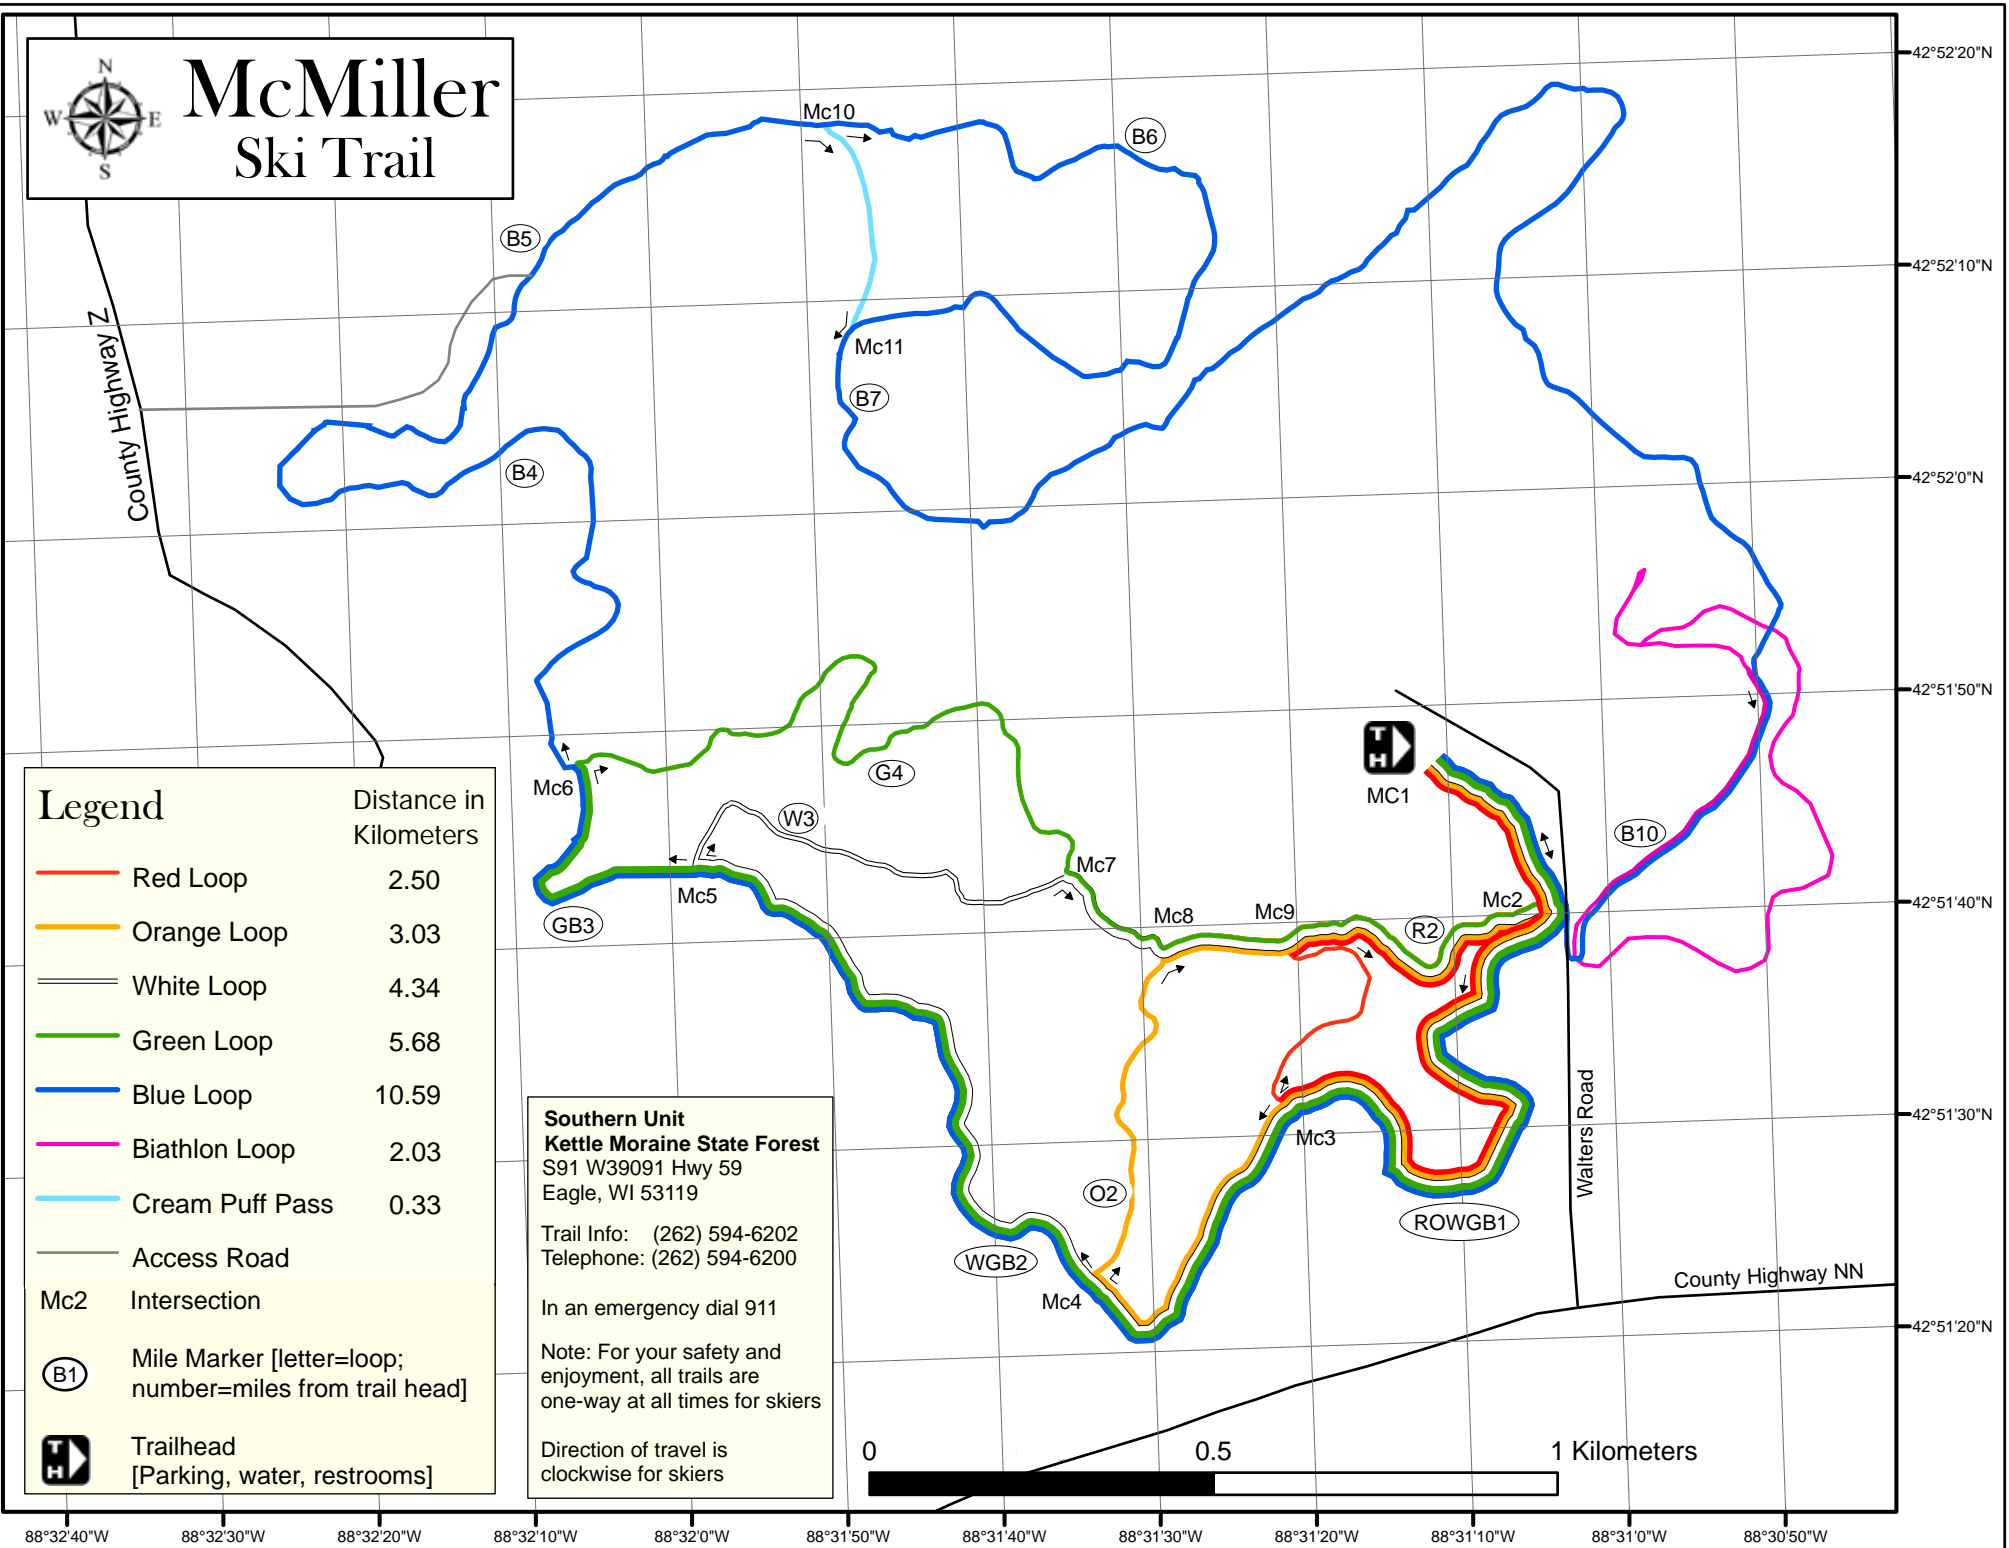 McMiller
Ski Trail
N
W
E
S
Mc10
B6
B5
Mc11
B7
B4
County Highway Z
42°52'20"N
42°52'10"N
42°52'0"N
42°51'50"N
42°51'40"N
42°51'30"N
42°51'20"N
G4
Mc6
W3
GB3
Mc5
Mc7
Mc8
Mc9
R2
Mc2
T
H
MC1
B10
Mc3
O2
ROWGB1
WGB2
Mc4
Walters Road
County Highway NN
Legend
Distance in
Kilometers
Red Loop 2.50
Orange Loop 3.03
White Loop 4.34
Green Loop 5.68
Blue Loop 10.59
Biathlon Loop 2.03
Cream Puff Pass 0.33
Access Road
Mc2 Intersection
B1 Mile Marker [letter=loop;
number=miles from trail head]
T
H
Trailhead
[Parking, water, restrooms]
Southern Unit
Kettle Moraine State Forest
S91 W39091 Hwy 59
Eagle, WI 53119
Trail Info: (262) 594-6202
Telephone: (262) 594-6200
In an emergency dial 911
Note: For your safety and
enjoyment, all trails are
one-way at all times for skiers
Direction of travel is
clockwise for skiers
0 0.5 1 Kilometers
88°32'40"W 88°32'30"W 88°32'20"W 88°32'10"W 88°32'0"W 88°31'50"W 88°31'40"W 88°31'30"W 88°31'20"W 88°31'10"W 88°31'0"W 88°30'50"W